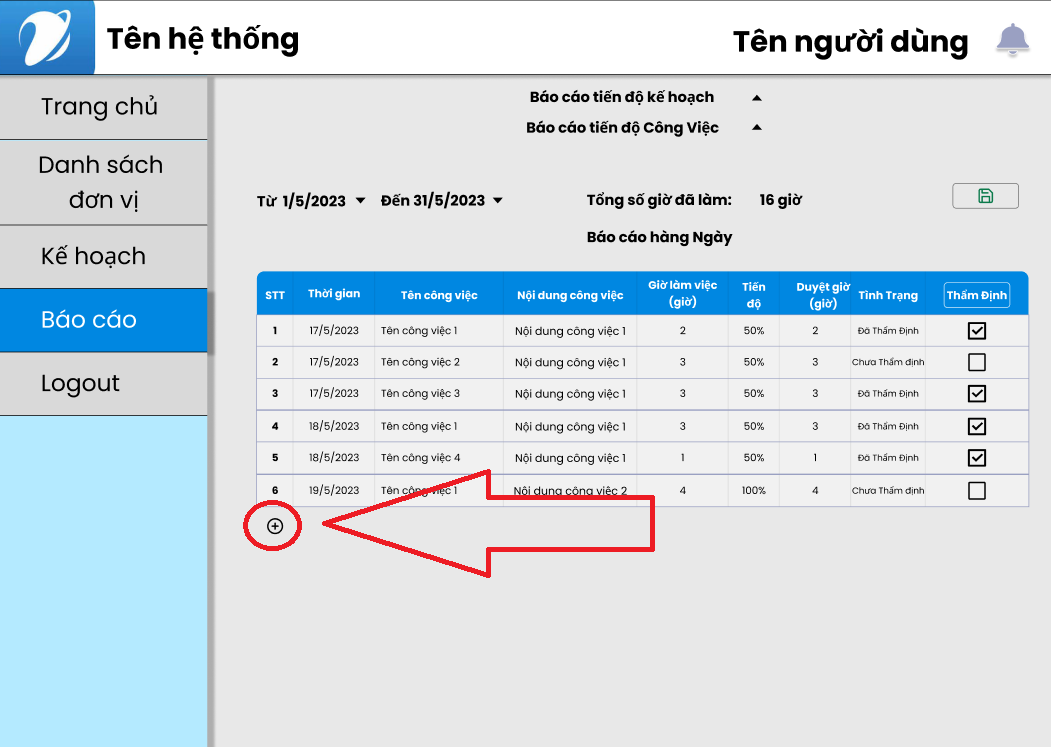 Tên hệ thống
Tên người dùng
Trang chủ
Danh sách
đơn vị
Kế hoạch
Báo cáo
Logout
Báo cáo tiến độ kế hoạch
Báo cáo tiến độ Công Việc
Từ 1/5/2023 Đến 31/5/2023 Tổng số giờ đã làm: 16 giờ
Báo cáo hàng Ngày
STT Thời gian Tên công việc Nội dung công việc Giờ làm việc (giờ) Tiến độ Duyệt giờ (giờ) Tình Trạng Thẩm Định
1 17/5/2023 Tên công việc 1 Nội dung công việc 1 2 50% 2 Đã Thẩm Định
2 17/5/2023 Tên công việc 2 Nội dung công việc 1 3 50% 3 Chưa Thẩm định
3 17/5/2023 Tên công việc 3 Nội dung công việc 1 3 50% 3 Đã Thẩm Định
4 18/5/2023 Tên công việc 1 Nội dung công việc 1 3 50% 3 Đã Thẩm Định
5 18/5/2023 Tên công việc 4 Nội dung công việc 1 1 50% 1 Đã Thẩm Định
6 19/5/2023 Tên công việc 1 Nội dung công việc 2 4 100% 4 Chưa Thẩm định